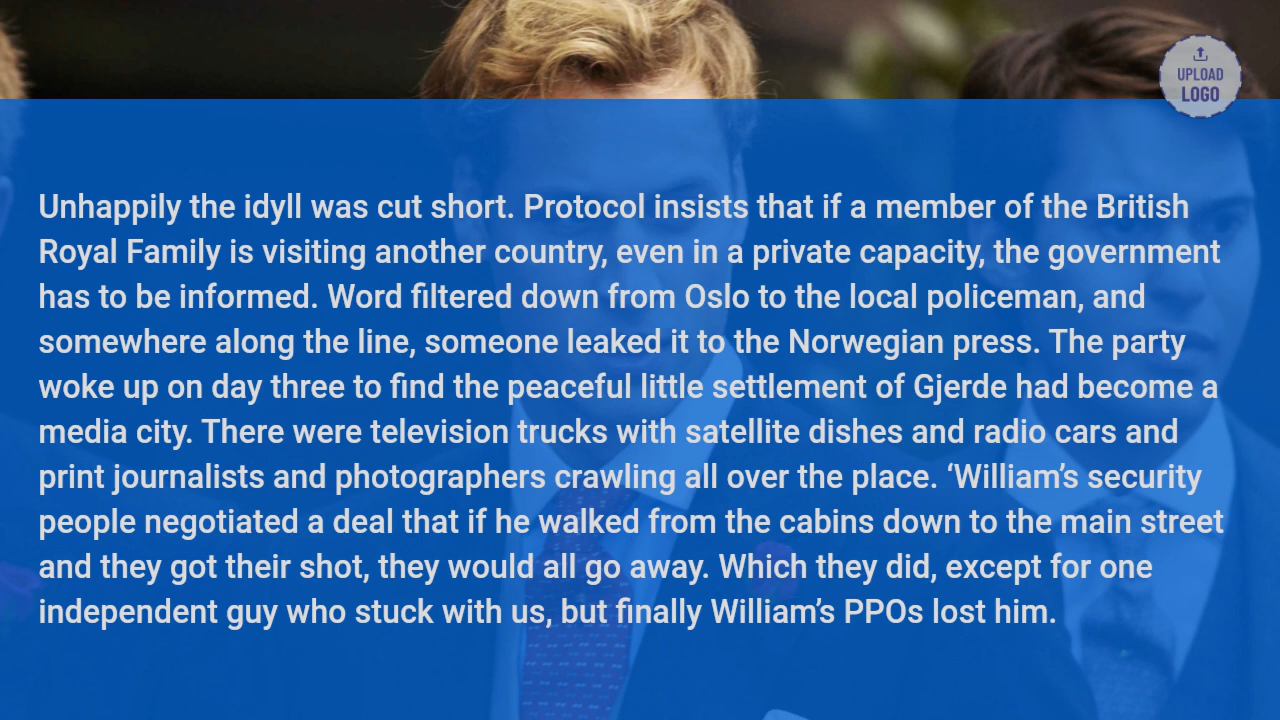 UPLOAD
LOGO
Unhappily the idyll was cut short. Protocol insists that if a member of the British
Royal Family is visiting another country, even in a private capacity, the government
has to be informed. Word filtered down from Oslo to the local policeman, and
somewhere along the line, someone leaked it to the Norwegian press. The party
woke up on day three to find the peaceful little settlement of Gjerde had become a
media city. There were television trucks with satellite dishes and radio cars and
print journalists and photographers crawling all over the place. ‘William’s security
people negotiated a deal that if he walked from the cabins down to the main street
and they got their shot, they would all go away. Which they did, except for one
independent guy who stuck with us, but finally William’s PPOs lost him.